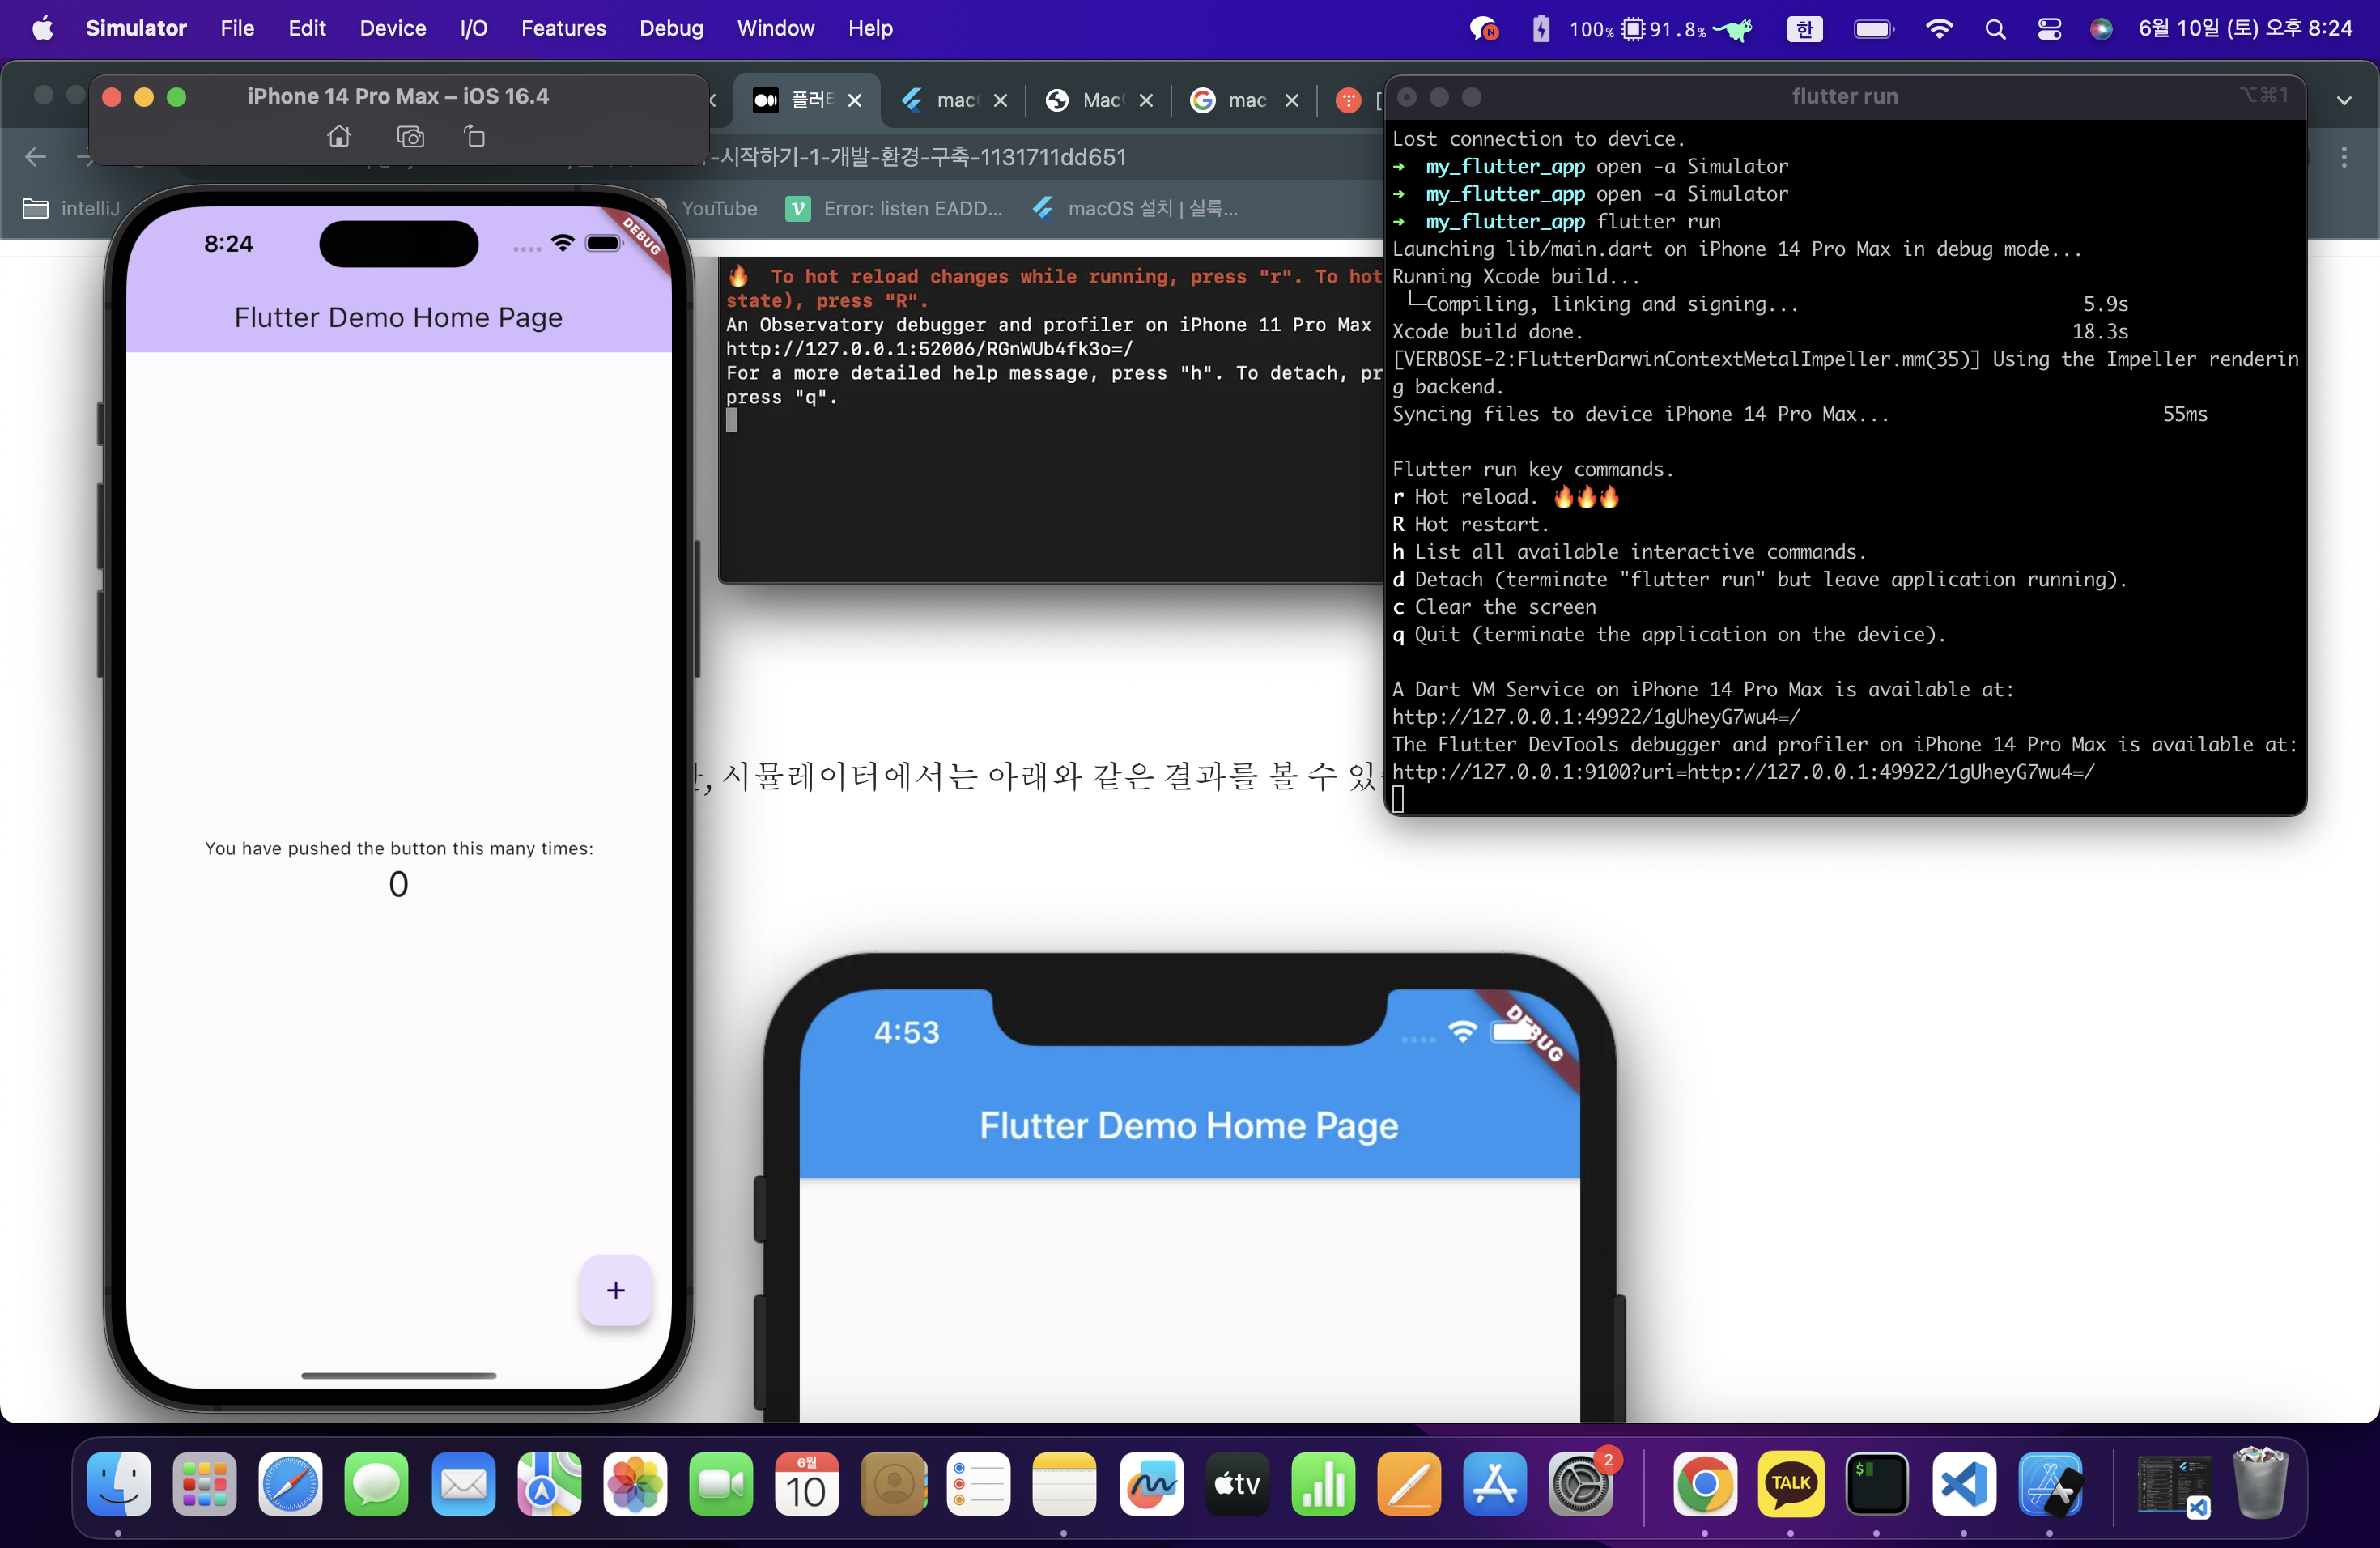 Simulator File Edit Device I/O Features Debug Window Help
100% 91.8% 한 6월 10일 (토) 오후 8:24
iPhone 14 Pro Max – iOS 16.4
플러터 mac Mac mac [
-시작하기-1-개발-환경-구축-1131711dd651
intelliJ YouTube Error: listen EADD... macOS 설치 | 실룩...
8:24
DEBUG
Flutter Demo Home Page
You have pushed the button this many times:
0
+
🔥 To hot reload changes while running, press "r". To hot
state), press "R".
An Observatory debugger and profiler on iPhone 11 Pro Max
http://127.0.0.1:52006/RGnWUb4fk3o=/
For a more detailed help message, press "h". To detach, pr
press "q".
, 시뮬레이터에서는 아래와 같은 결과를 볼 수 있
4:53
DEBUG
Flutter Demo Home Page
flutter run ⌥⌘1
Lost connection to device.
→ my_flutter_app open -a Simulator
→ my_flutter_app open -a Simulator
→ my_flutter_app flutter run
Launching lib/main.dart on iPhone 14 Pro Max in debug mode...
Running Xcode build...
└─Compiling, linking and signing... 5.9s
Xcode build done. 18.3s
[VERBOSE-2:FlutterDarwinContextMetalImpeller.mm(35)] Using the Impeller renderin
g backend.
Syncing files to device iPhone 14 Pro Max... 55ms
Flutter run key commands.
r Hot reload. 🔥🔥🔥
R Hot restart.
h List all available interactive commands.
d Detach (terminate "flutter run" but leave application running).
c Clear the screen
q Quit (terminate the application on the device).
A Dart VM Service on iPhone 14 Pro Max is available at:
http://127.0.0.1:49922/1gUheyG7wu4=/
The Flutter DevTools debugger and profiler on iPhone 14 Pro Max is available at:
http://127.0.0.1:9100?uri=http://127.0.0.1:49922/1gUheyG7wu4=/
6월
10
tv
2
TALK
$